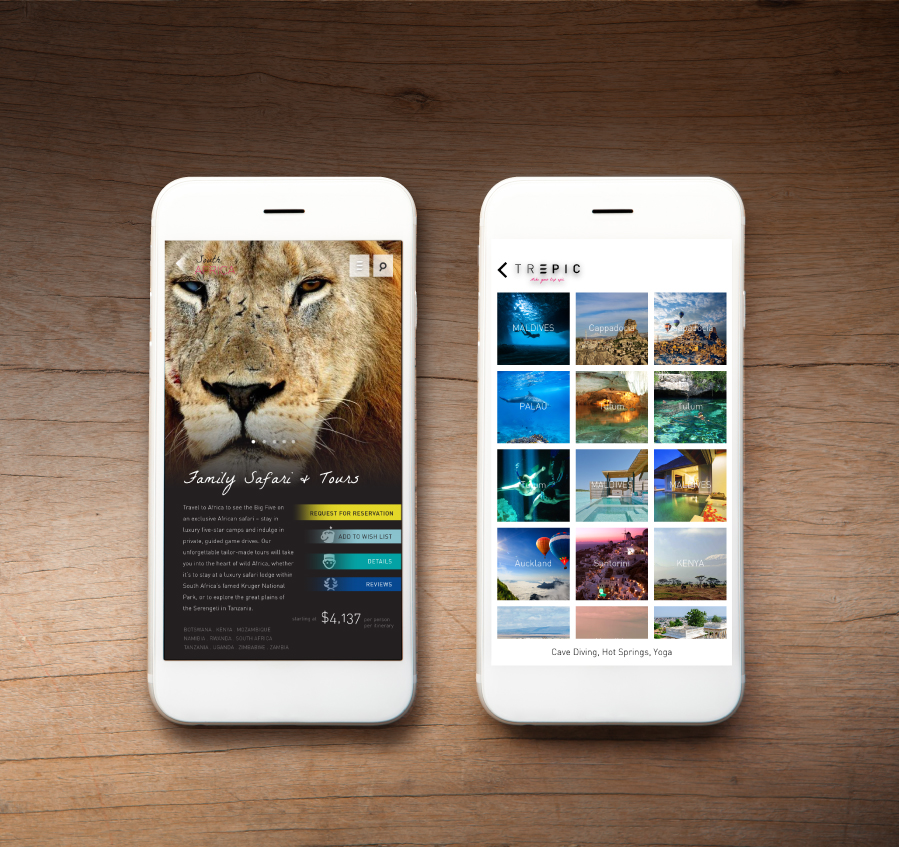 South
Family Safari & Tours
Travel to Africa to see the Big Five on
an exclusive African safari – stay in
luxury five-star camps and indulge in
private, guided game drives. Our
unforgettable tailor-made tours will take
you into the heart of wild Africa, whether
it's to stay at a luxury safari lodge within
South Africa's famed Kruger National
Park, or to explore the great plains of
the Serengeti in Tanzania.
BOTSWANA . KENYA . MOZAMBIQUE
NAMIBIA . RWANDA . SOUTH AFRICA
TANZANIA . UGANDA . ZIMBABWE . ZAMBIA
REQUEST FOR RESERVATION
ADD TO WISH LIST
DETAILS
REVIEWS
starting at $4,137 per person
per itinerary
TREPIC
MALDIVES
Cappadocia
Cappadocia
PALAU
Tulum
Tulum
Tulum
MALDIVES
MALDIVES
Auckland
Santorini
KENYA
Cave Diving, Hot Springs, Yoga